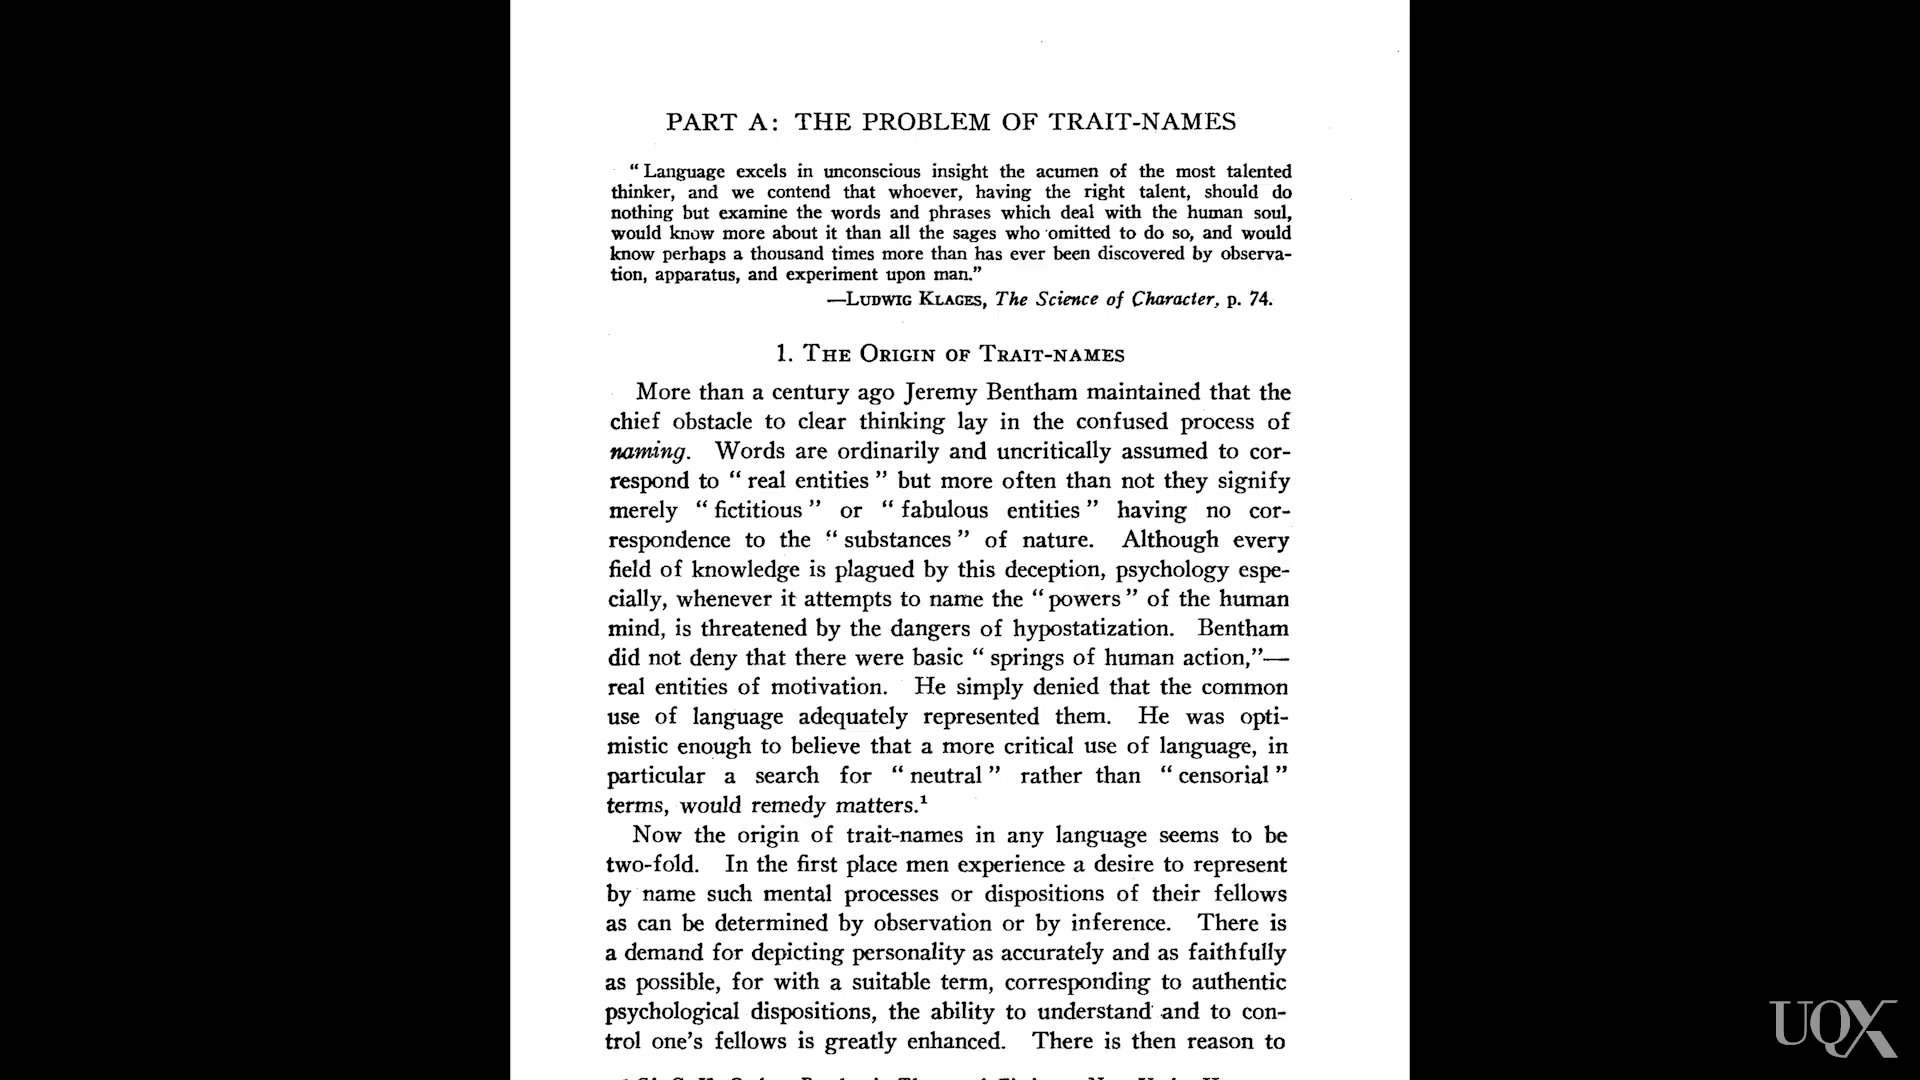 PART A: THE PROBLEM OF TRAIT-NAMES
“ Language excels in unconscious insight the acumen of the most talented
thinker, and we contend that whoever, having the right talent, should do
nothing but examine the words and phrases which deal with the human soul,
would know more about it than all the sages who omitted to do so, and would
know perhaps a thousand times more than has ever been discovered by observa-
tion, apparatus, and experiment upon man.”
—LUDWIG KLAGES, The Science of Character, p. 74.
1. THE ORIGIN OF TRAIT-NAMES
More than a century ago Jeremy Bentham maintained that the
chief obstacle to clear thinking lay in the confused process of
naming. Words are ordinarily and uncritically assumed to cor-
respond to “ real entities ” but more often than not they signify
merely “ fictitious ” or “ fabulous entities ” having no cor-
respondence to the “ substances ” of nature. Although every
field of knowledge is plagued by this deception, psychology espe-
cially, whenever it attempts to name the “ powers ” of the human
mind, is threatened by the dangers of hypostatization. Bentham
did not deny that there were basic “ springs of human action,”—
real entities of motivation. He simply denied that the common
use of language adequately represented them. He was opti-
mistic enough to believe that a more critical use of language, in
particular a search for “ neutral ” rather than “ censorial ”
terms, would remedy matters.¹
Now the origin of trait-names in any language seems to be
two-fold. In the first place men experience a desire to represent
by name such mental processes or dispositions of their fellows
as can be determined by observation or by inference. There is
a demand for depicting personality as accurately and as faithfully
as possible, for with a suitable term, corresponding to authentic
psychological dispositions, the ability to understand and to con-
trol one’s fellows is greatly enhanced. There is then reason to
UQX